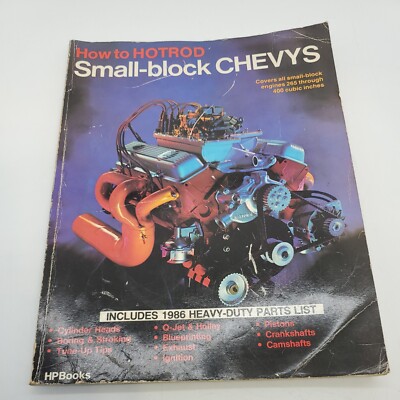 How to HOTROD
Small-block CHEVYS
Covers all small-block
engines 265 through
400 cubic inches
INCLUDES 1986 HEAVY-DUTY PARTS LIST
• Cylinder Heads
• Boring & Stroking
• Tune-Up Tips
• Q-Jet & Holley
• Blueprinting
• Exhaust
• Ignition
• Pistons
• Crankshafts
• Camshafts
HPBooks